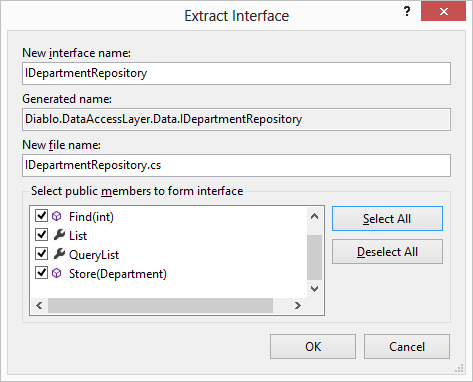 Extract Interface
?
New interface name:
IDepartmentRepository
Generated name:
Diablo.DataAccessLayer.Data.IDepartmentRepository
New file name:
IDepartmentRepository.cs
Select public members to form interface
Find(int)
List
QueryList
Store(Department)
Select All
Deselect All
OK
Cancel